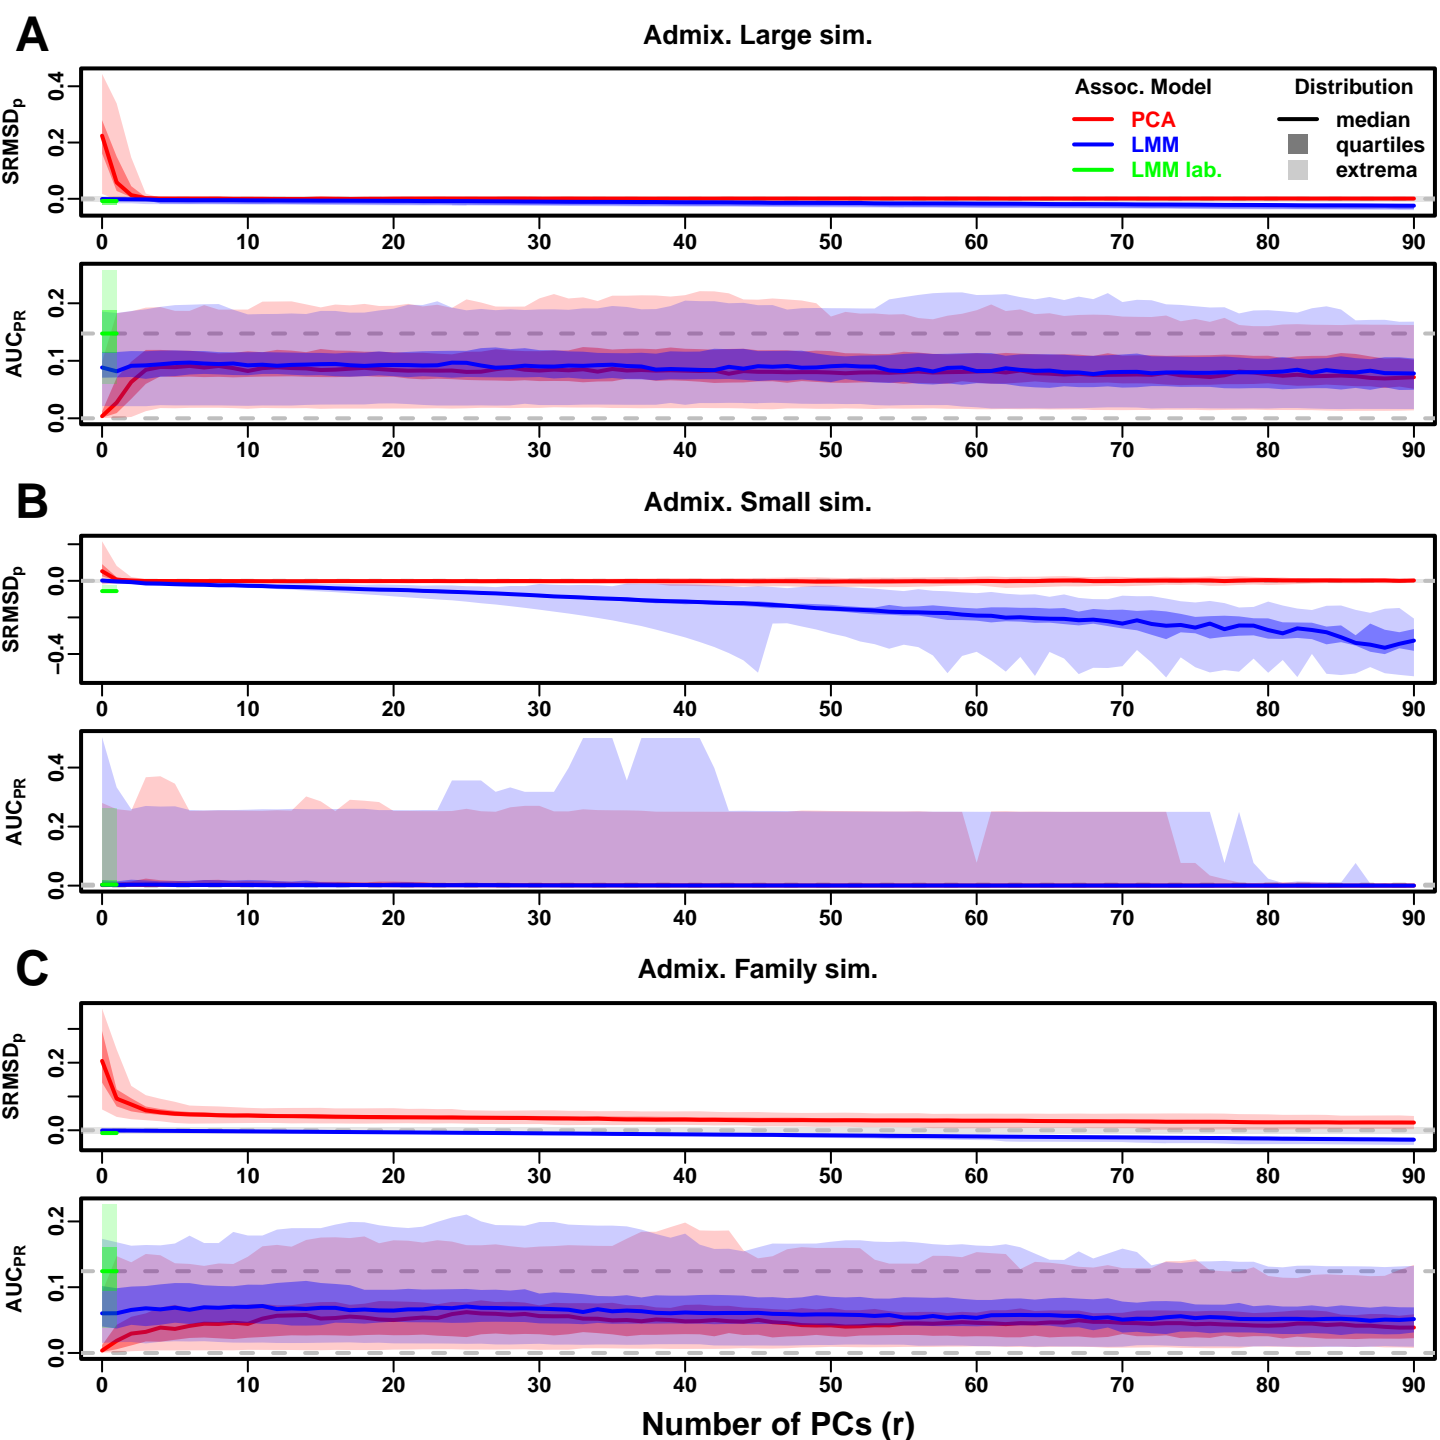 A
Admix. Large sim.
SRMSDp
0.0 0.2 0.4
Assoc. Model Distribution
PCA median
LMM quartiles
LMM lab. extrema
0 10 20 30 40 50 60 70 80 90
AUCPR
0.0 0.1 0.2
0 10 20 30 40 50 60 70 80 90
B
Admix. Small sim.
SRMSDp
−0.4 0.0
0 10 20 30 40 50 60 70 80 90
AUCPR
0.0 0.2 0.4
0 10 20 30 40 50 60 70 80 90
C
Admix. Family sim.
SRMSDp
0.0 0.2
0 10 20 30 40 50 60 70 80 90
AUCPR
0.0 0.1 0.2
0 10 20 30 40 50 60 70 80 90
Number of PCs (r)